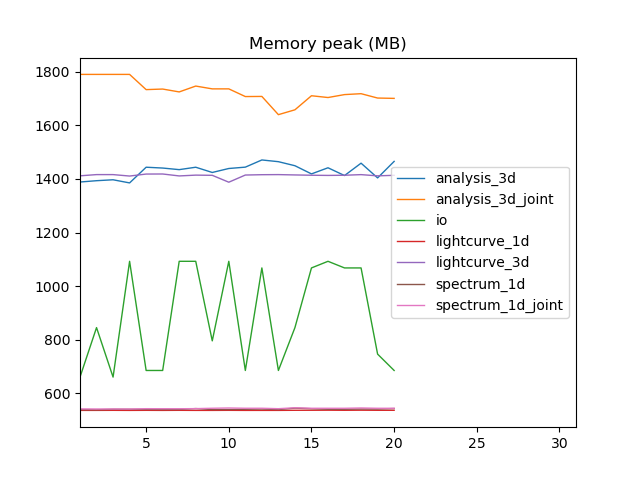 Memory peak (MB)
1800
1600
1400
1200
1000
800
600
5
10
15
20
25
30
analysis_3d
analysis_3d_joint
io
lightcurve_1d
lightcurve_3d
spectrum_1d
spectrum_1d_joint